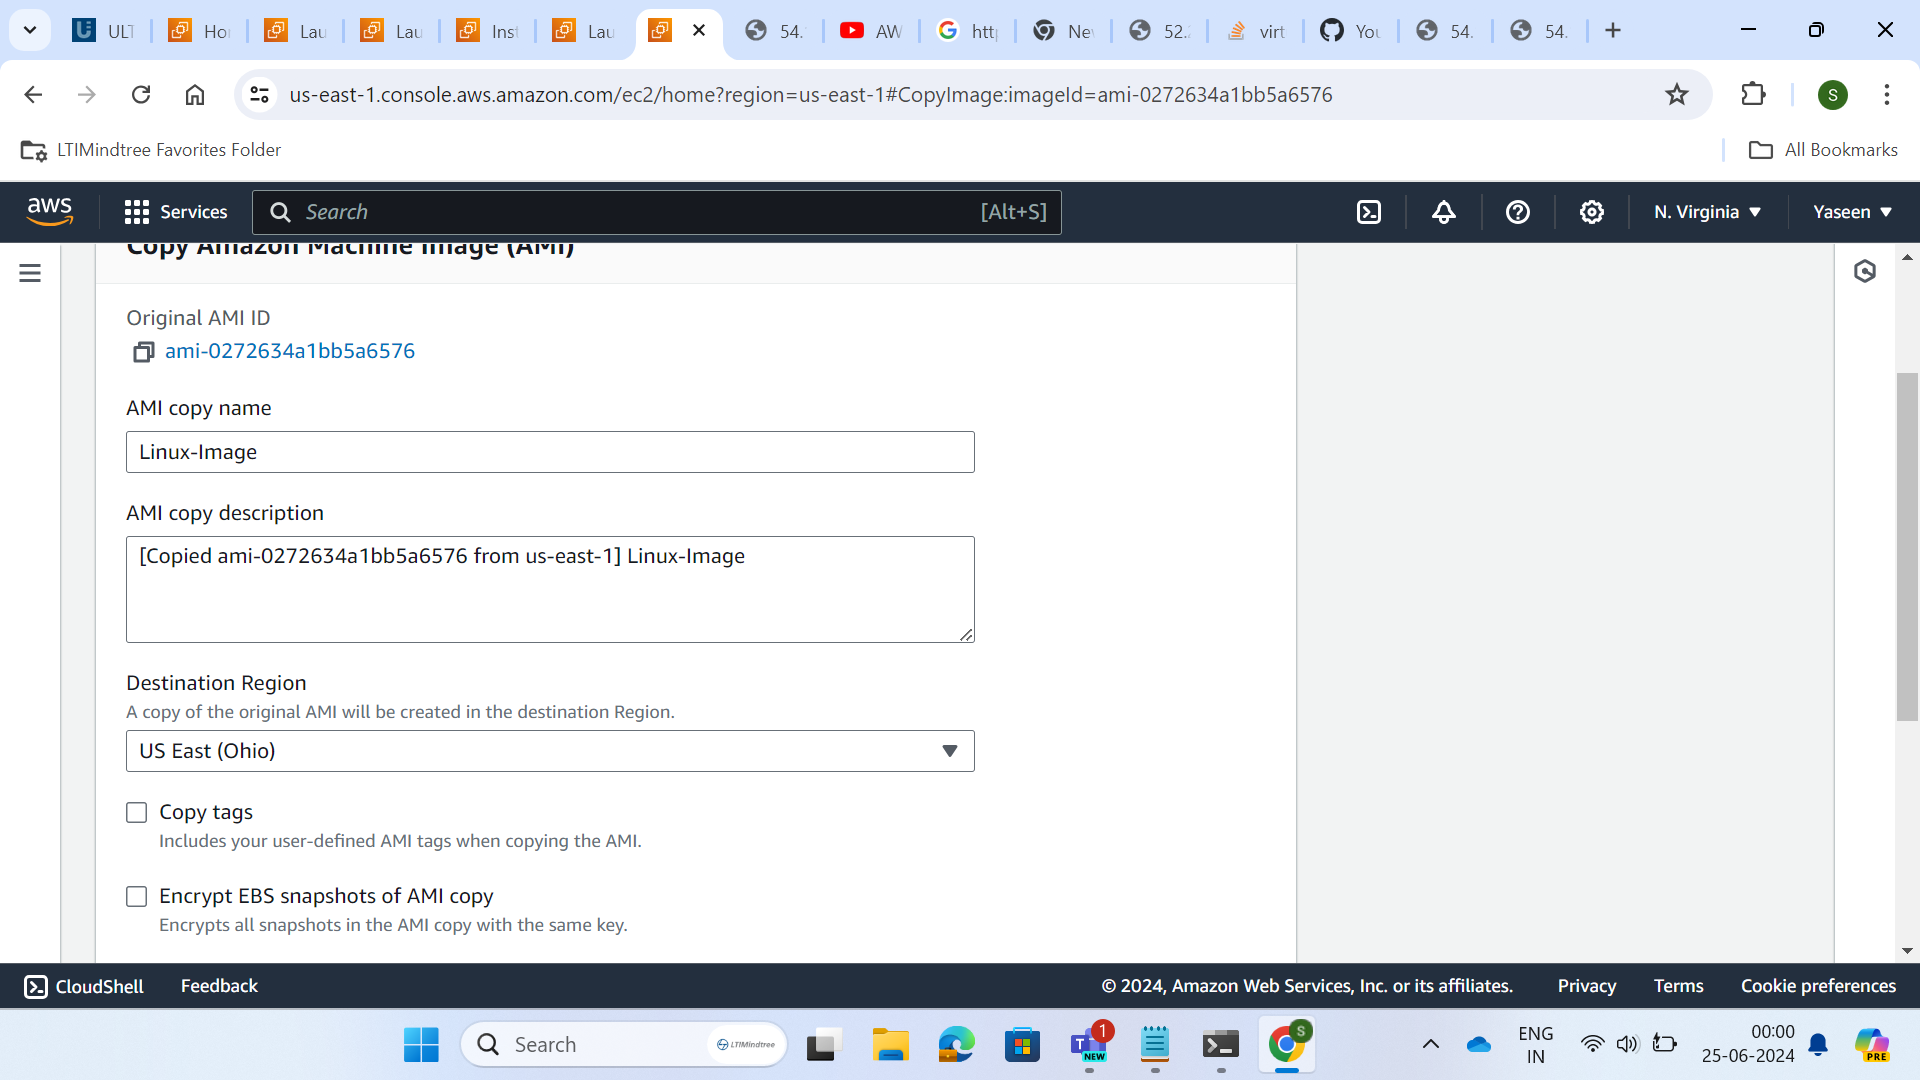 ULT
Ho
Lau
Lau
Inst
Lau
54.
AW
http
Nev
52.2
virt
You
54.
54.
us-east-1.console.aws.amazon.com/ec2/home?region=us-east-1#CopyImage:imageId=ami-0272634a1bb5a6576
S
LTIMindtree Favorites Folder
All Bookmarks
aws
Services
Search
[Alt+S]
N. Virginia
Yaseen
Copy Amazon Machine Image (AMI)
Original AMI ID
ami-0272634a1bb5a6576
AMI copy name
Linux-Image
AMI copy description
[Copied ami-0272634a1bb5a6576 from us-east-1] Linux-Image
Destination Region
A copy of the original AMI will be created in the destination Region.
US East (Ohio)
Copy tags
Includes your user-defined AMI tags when copying the AMI.
Encrypt EBS snapshots of AMI copy
Encrypts all snapshots in the AMI copy with the same key.
CloudShell
Feedback
© 2024, Amazon Web Services, Inc. or its affiliates.
Privacy
Terms
Cookie preferences
Search
LTIMindtree
1
NEW
S
ENG
IN
00:00
25-06-2024
PRE